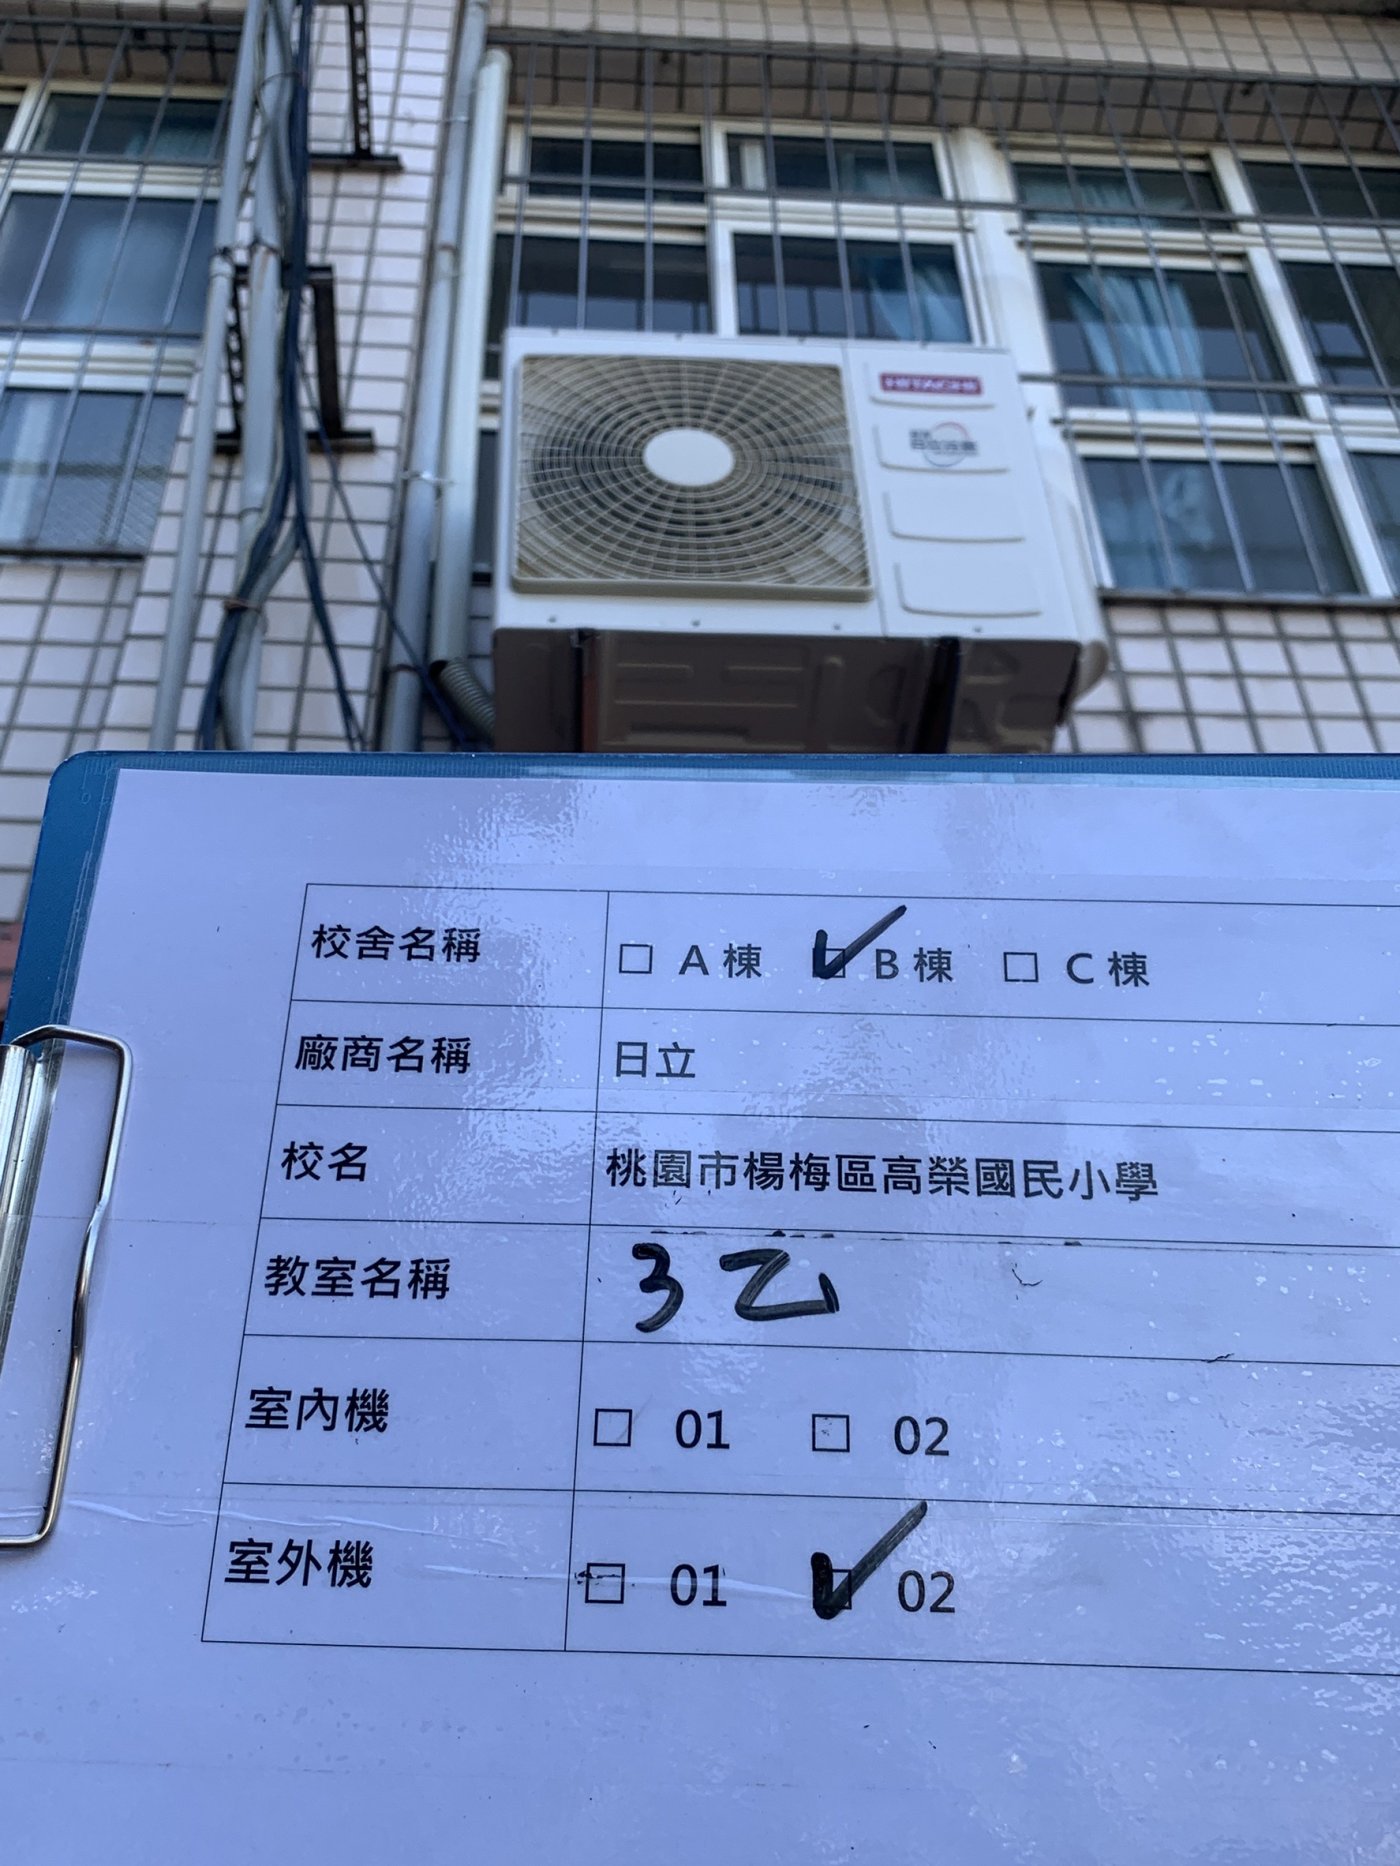 HITACHI
校舍名稱 □ A棟 ☑ B棟 □ C棟
廠商名稱 日立
校名 桃園市楊梅區高榮國民小學
教室名稱 3乙
室內機 □ 01 □ 02
室外機 □ 01 ☑ 02